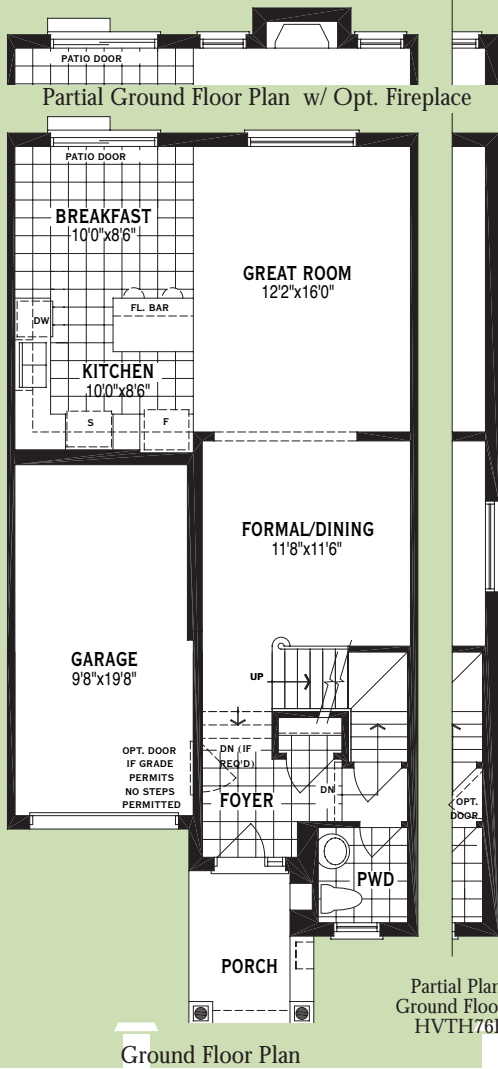 PATIO DOOR
Partial Ground Floor Plan w/ Opt. Fireplace
PATIO DOOR
BREAKFAST
10'0"x8'6"
GREAT ROOM
12'2"x16'0"
FL. BAR
DW
KITCHEN
10'0"x8'6"
S
F
FORMAL/DINING
11'8"x11'6"
GARAGE
9'8"x19'8"
UP
OPT. DOOR
IF GRADE
PERMITS
NO STEPS
PERMITTED
DN (IF
REQ'D)
FOYER
DN
OPT.
DOOR
PWD
PORCH
Partial Plan
Ground Floo
HVTH76
Ground Floor Plan